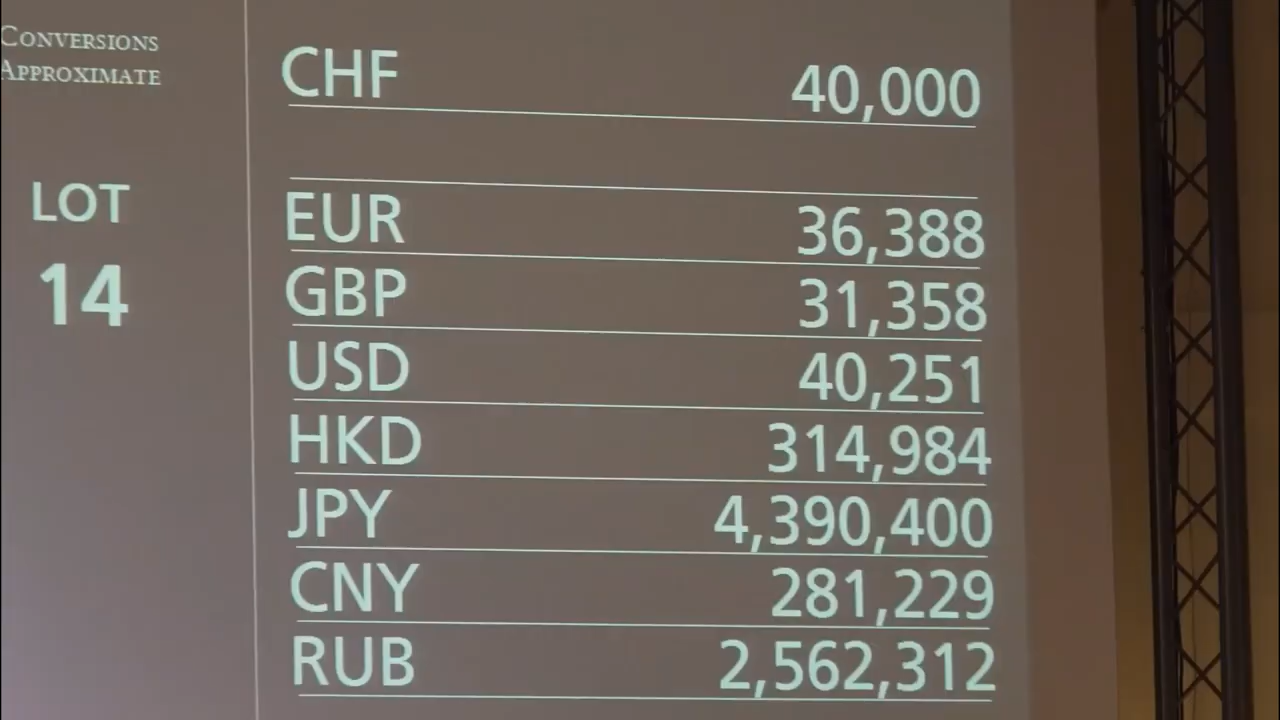 CONVERSIONS
APPROXIMATE
LOT
14
CHF 40,000
EUR 36,388
GBP 31,358
USD 40,251
HKD 314,984
JPY 4,390,400
CNY 281,229
RUB 2,562,312